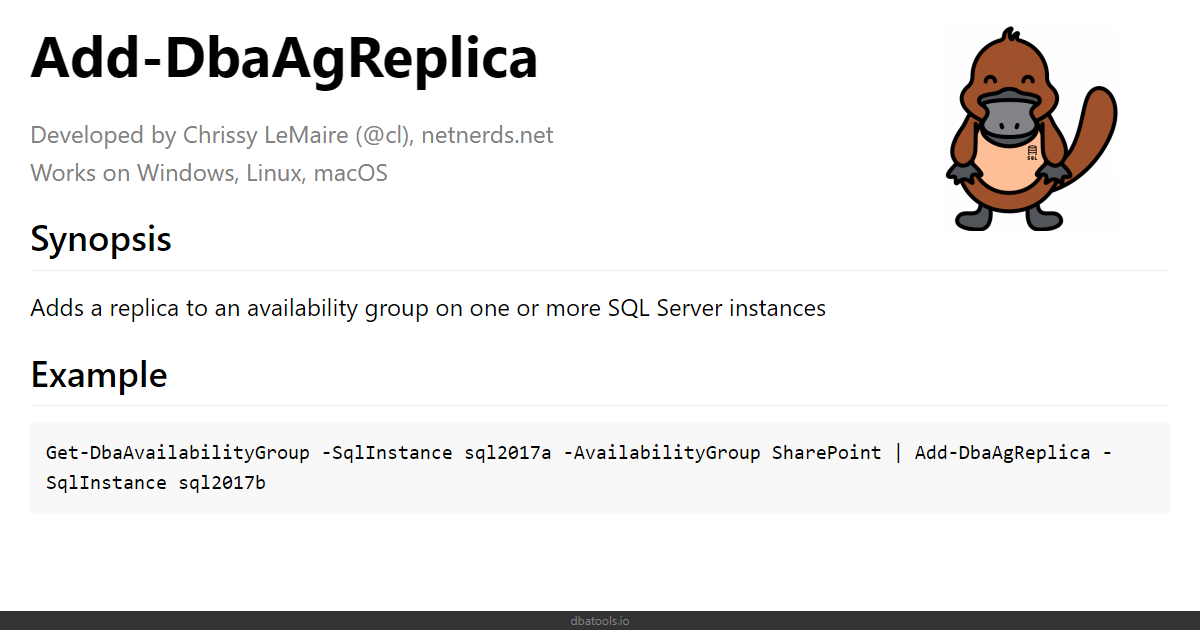 Add-DbaAgReplica
Developed by Chrissy LeMaire (@cl), netnerds.net
Works on Windows, Linux, macOS
SQL
Synopsis
Adds a replica to an availability group on one or more SQL Server instances
Example
Get-DbaAvailabilityGroup -SqlInstance sql2017a -AvailabilityGroup SharePoint | Add-DbaAgReplica -
SqlInstance sql2017b
dbatools.io